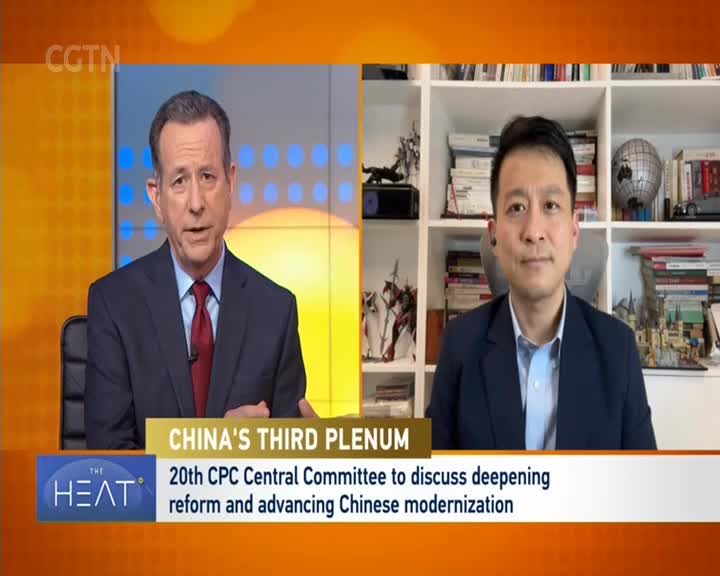 CGTN
CHINA'S THIRD PLENUM
THE
HEAT
20th CPC Central Committee to discuss deepening
reform and advancing Chinese modernization